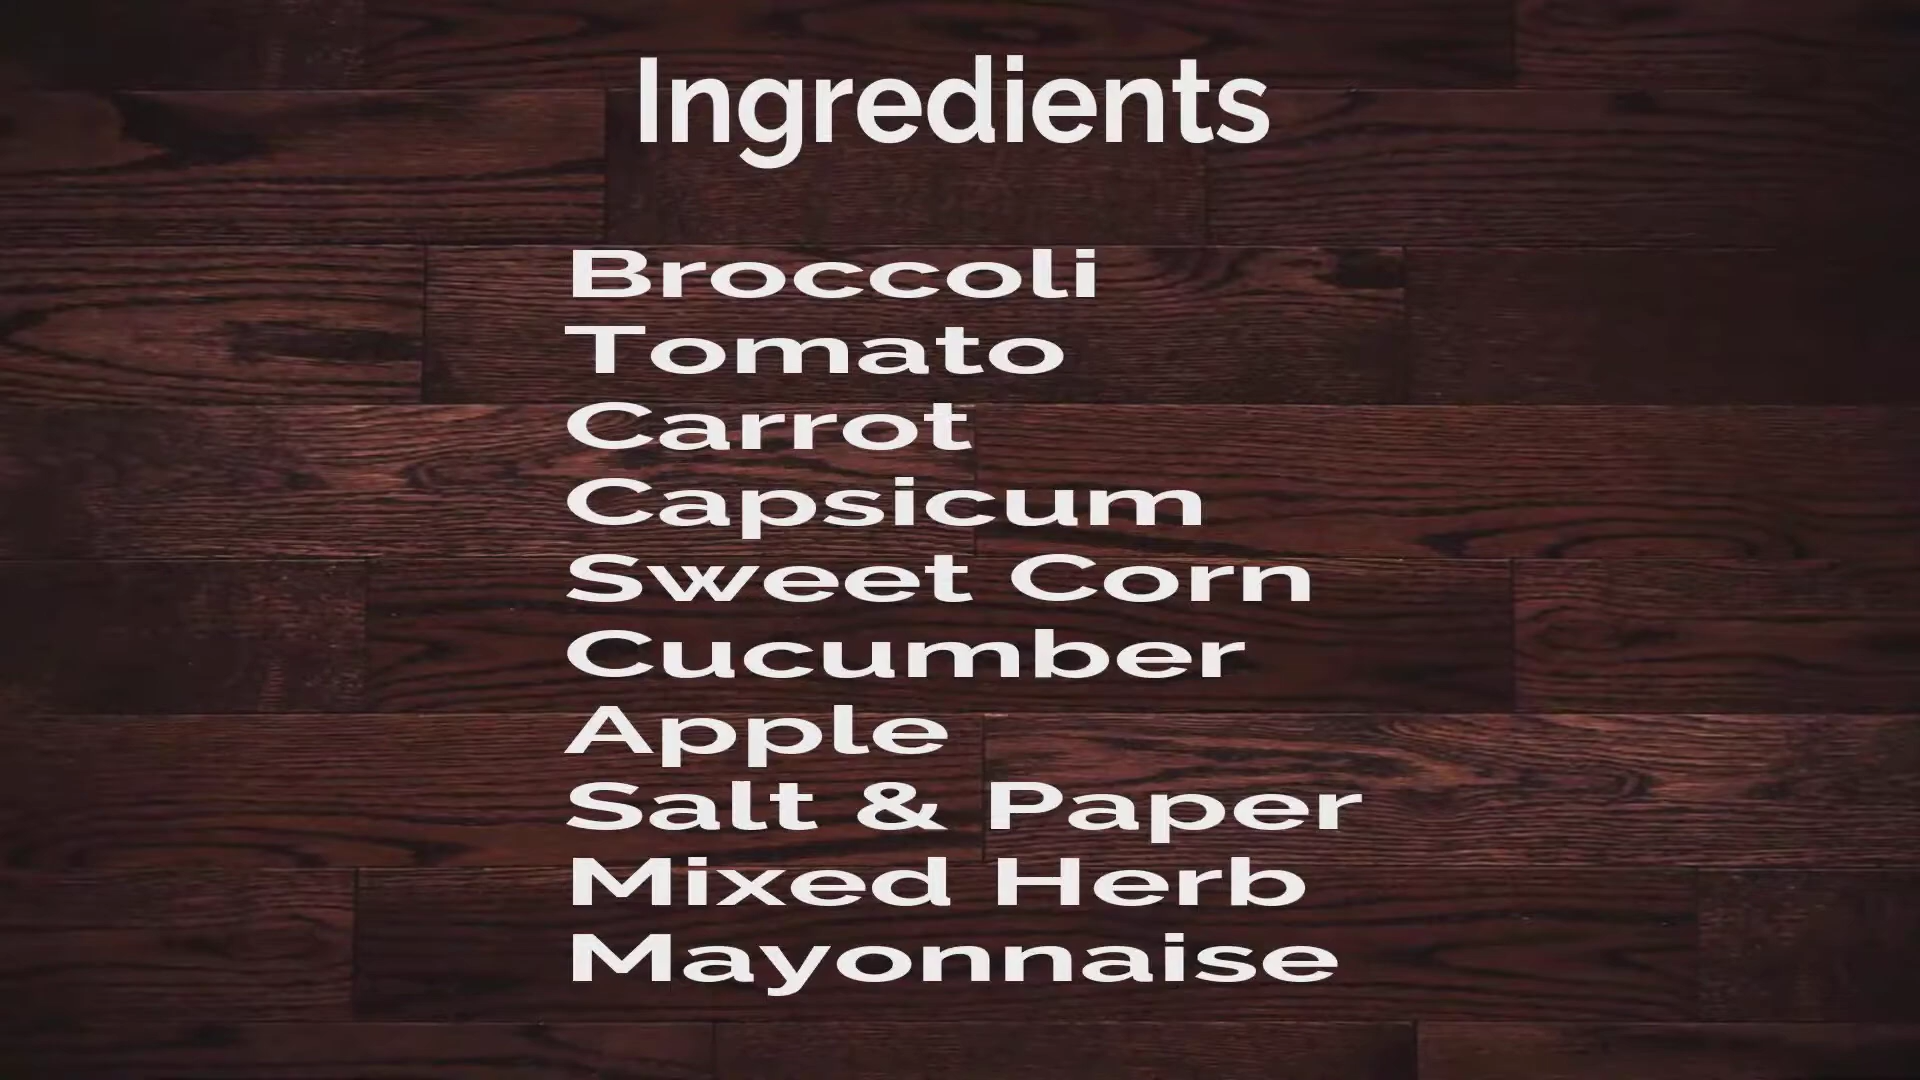 Ingredients
Broccoli
Tomato
Carrot
Capsicum
Sweet Corn
Cucumber
Apple
Salt & Paper
Mixed Herb
Mayonnaise